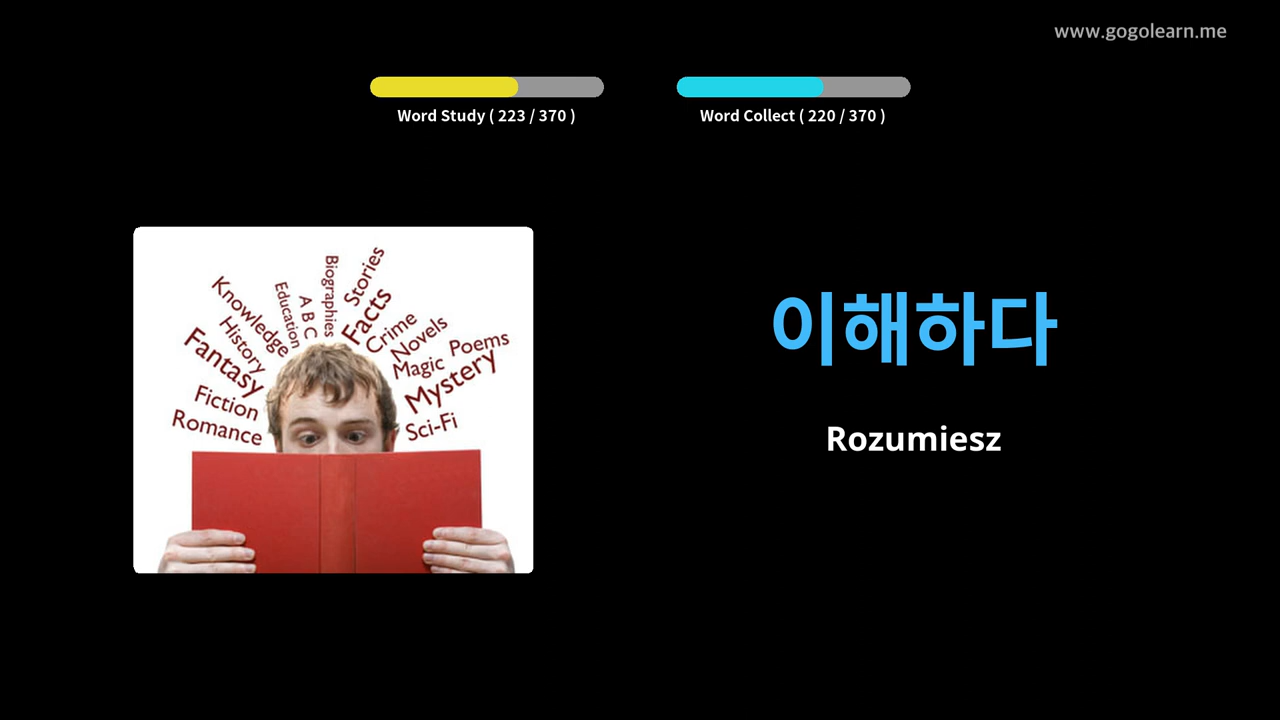 www.gogolearn.me
Word Study ( 223 / 370 )
Word Collect ( 220 / 370 )
Biographies
Stories
Education
A B C
Facts
Knowledge
Crime
History
Novels
Fantasy
Magic
Poems
Mystery
Fiction
Romance
Sci-Fi
이해하다
Rozumiesz